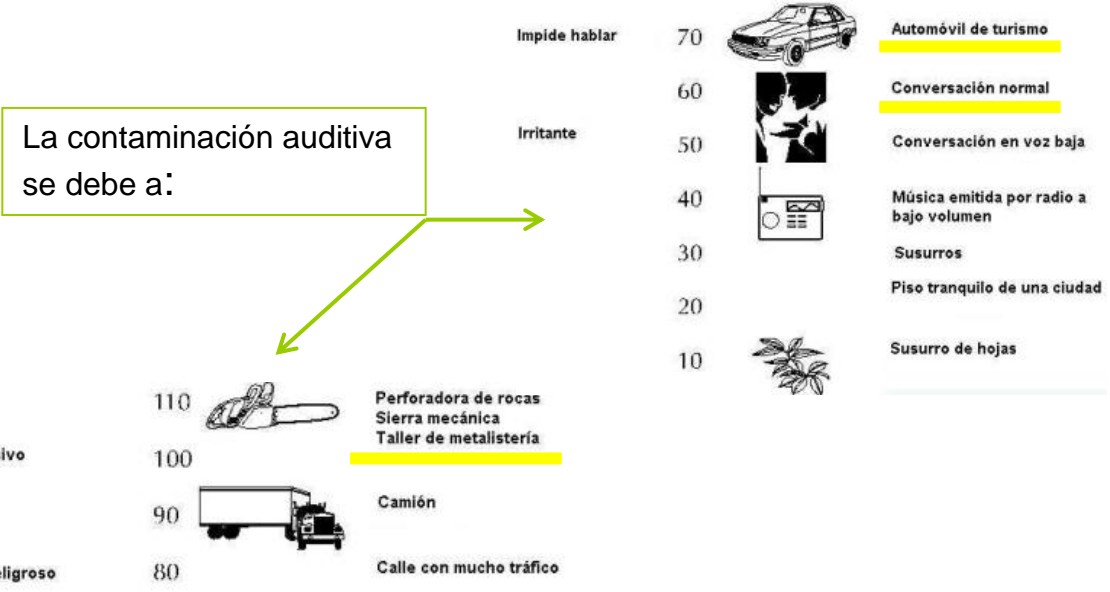 La contaminación auditiva
se debe a:
Impide hablar 70 Automóvil de turismo
60 Conversación normal
Irritante 50 Conversación en voz baja
40 Música emitida por radio a
bajo volumen
30 Susurros
Piso tranquilo de una ciudad
20
10 Susurro de hojas
110 Perforadora de rocas
Sierra mecánica
Taller de metalistería
100
90 Camión
80 Calle con mucho tráfico